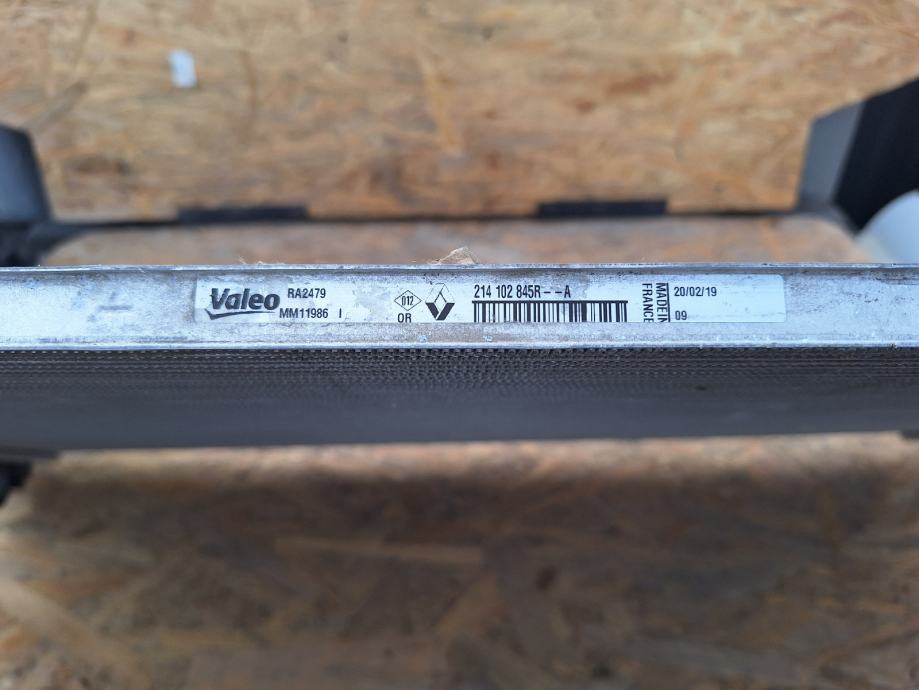 Valeo RA2479
MM11986 I
012
OR
214 102 845R---A
MADE IN
FRANCE
20/02/19
09